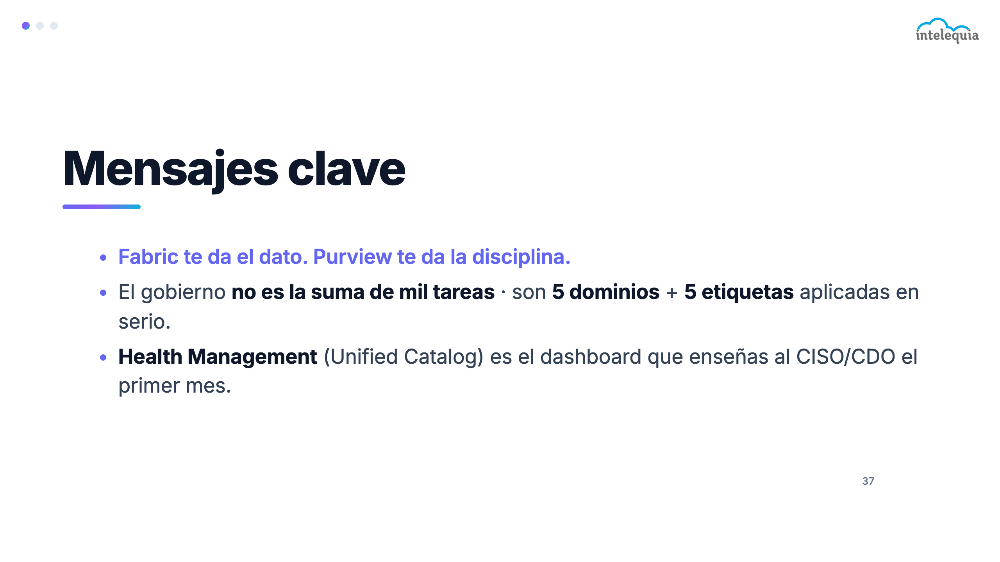 intelequia
Mensajes clave
• Fabric te da el dato. Purview te da la disciplina.
• El gobierno no es la suma de mil tareas · son 5 dominios + 5 etiquetas aplicadas en
serio.
• Health Management (Unified Catalog) es el dashboard que enseñas al CISO/CDO el
primer mes.
37